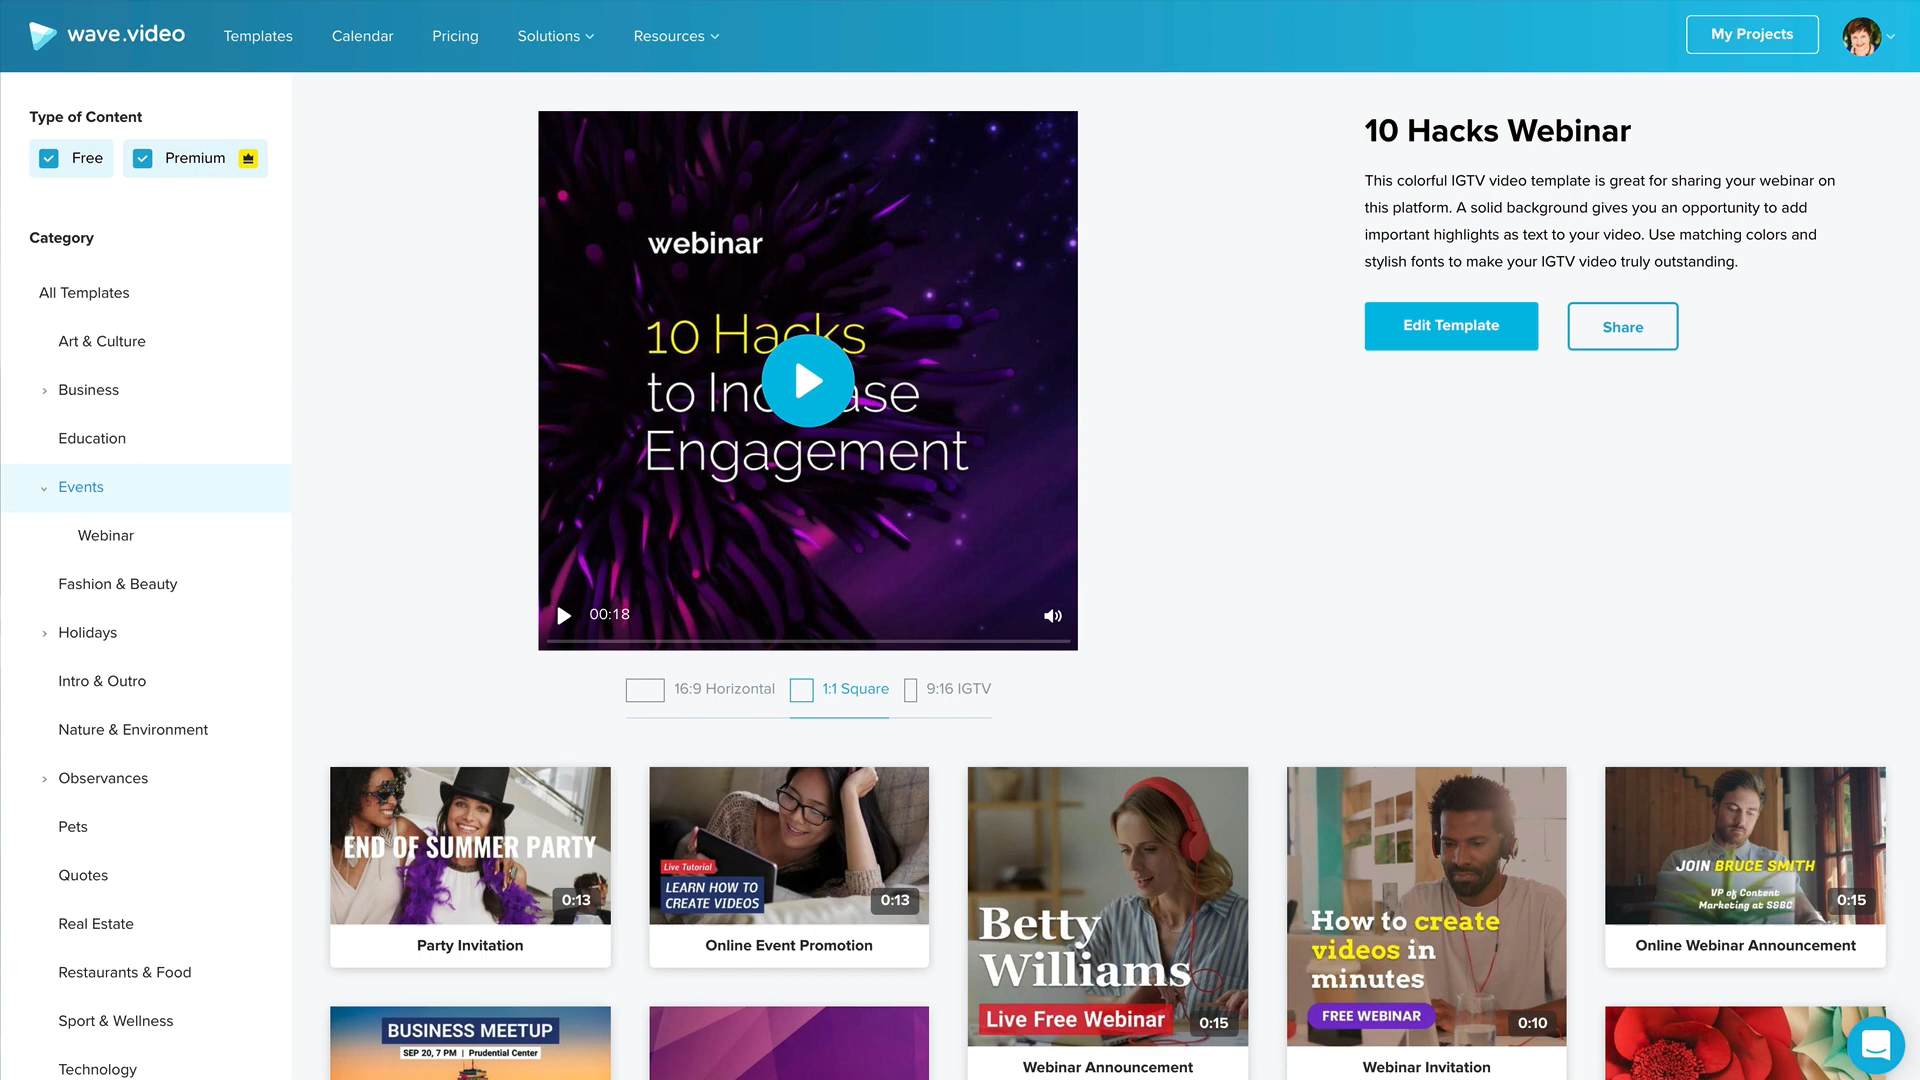 wave.video
Templates
Calendar
Pricing
Solutions
Resources
My Projects
Type of Content
Free
Premium
Category
All Templates
Art & Culture
Business
Education
Events
Webinar
Fashion & Beauty
Holidays
Intro & Outro
Nature & Environment
Observances
Pets
Quotes
Real Estate
Restaurants & Food
Sport & Wellness
Technology
webinar
10 Hacks
to Increase
Engagement
00:18
16:9 Horizontal
1:1 Square
9:16 IGTV
10 Hacks Webinar
This colorful IGTV video template is great for sharing your webinar on
this platform. A solid background gives you an opportunity to add
important highlights as text to your video. Use matching colors and
stylish fonts to make your IGTV video truly outstanding.
Edit Template
Share
END OF SUMMER PARTY
0:13
Party Invitation
Live Tutorial
LEARN HOW TO
CREATE VIDEOS
0:13
Online Event Promotion
Betty
Williams
Live Free Webinar
0:15
Webinar Announcement
How to create
videos in
minutes
FREE WEBINAR
0:10
Webinar Invitation
JOIN BRUCE SMITH
VP of Content
Marketing at S&BC
0:15
Online Webinar Announcement
BUSINESS MEETUP
SEP 20, 7 PM | Prudential Center